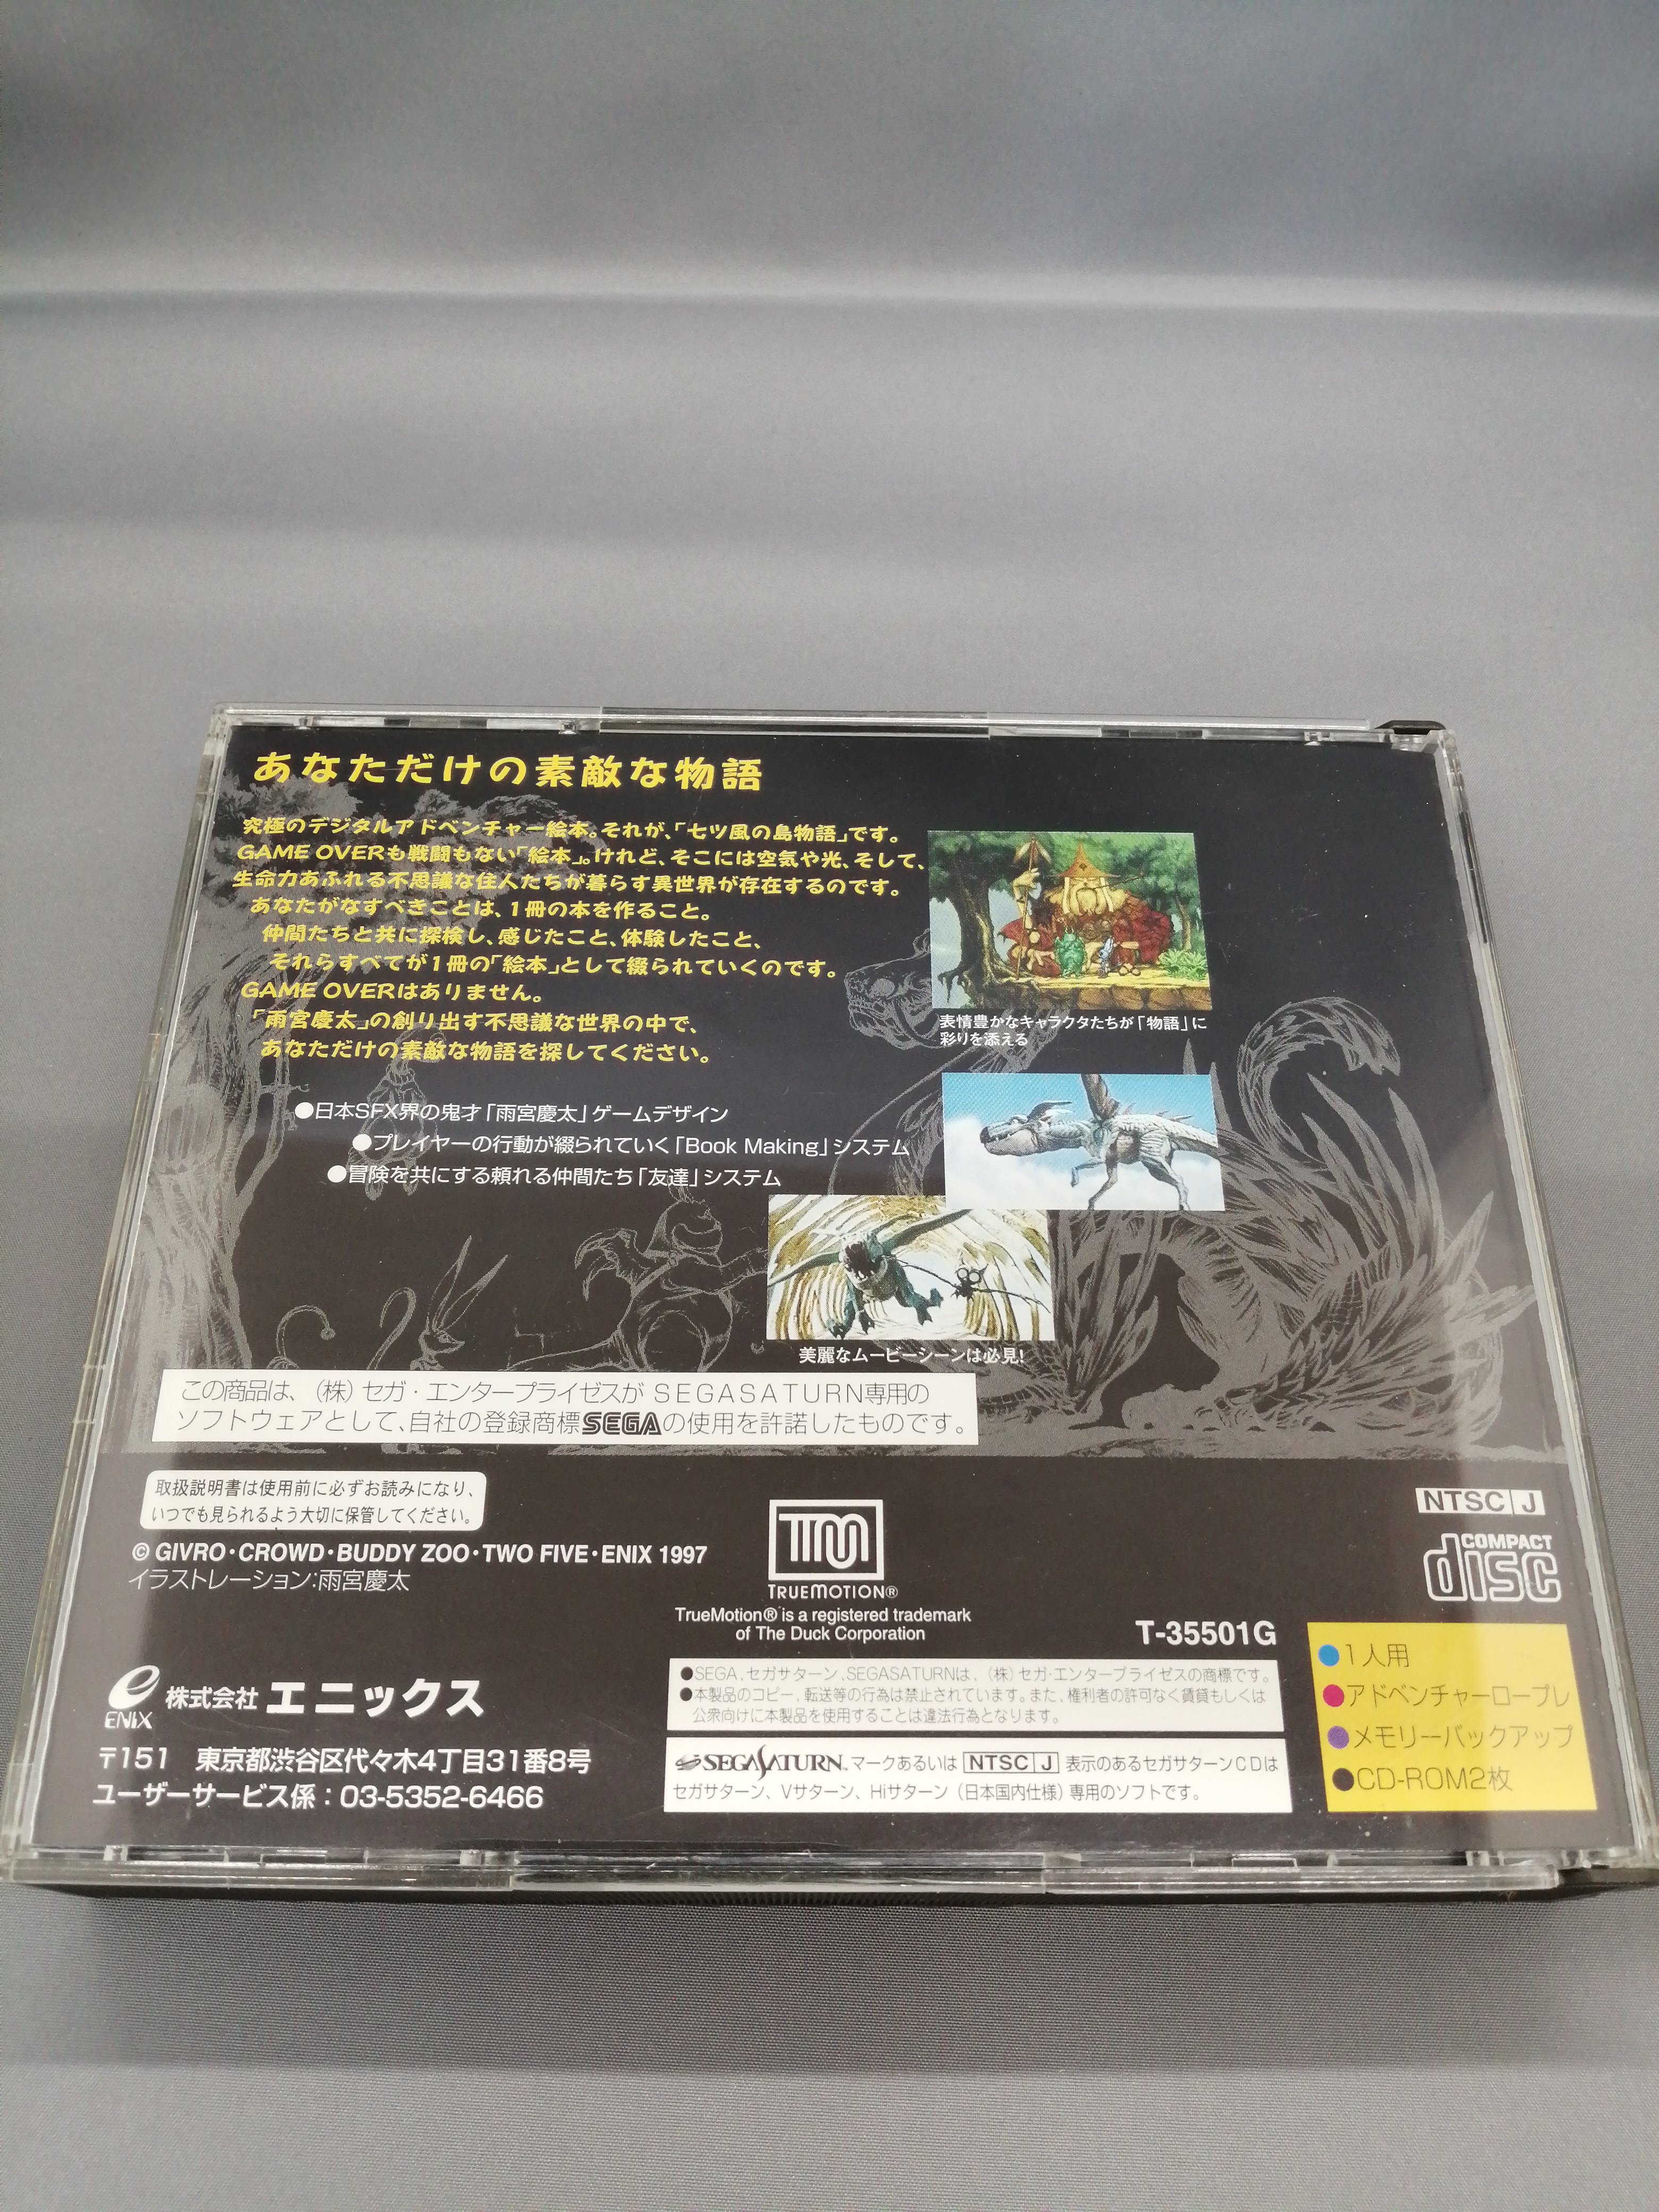 あなただけの素敵な物語
究極のデジタルアドベンチャー絵本。それが、「七ツ風の島物語」です。
GAME OVERも戦闘もない「絵本」。けれど、そこには空気や光、そして、
生命力あふれる不思議な住人たちが暮らす異世界が存在するのです。
あなたがなすべきことは、1冊の本を作ること。
仲間たちと共に探検し、感じたこと、体験したこと、
それらすべてが1冊の「絵本」として綴られていくのです。
GAME OVERはありません。
「雨宮慶太」の創り出す不思議な世界の中で、
あなただけの素敵な物語を探してください。
表情豊かなキャラクタたちが「物語」に
彩りを添える
●日本SFX界の鬼才「雨宮慶太」ゲームデザイン
●プレイヤーの行動が綴られていく「Book Making」システム
●冒険を共にする頼れる仲間たち「友達」システム
美麗なムービーシーンは必見!
この商品は、(株)セガ・エンタープライゼスが SEGASATURN専用の
ソフトウェアとして、自社の登録商標SEGAの使用を許諾したものです。
取扱説明書は使用前に必ずお読みになり、
いつでも見られるよう大切に保管してください。
© GIVRO・CROWD・BUDDY ZOO・TWO FIVE・ENIX 1997
イラストレーション:雨宮慶太
TM
TRUEMOTION®
TrueMotion® is a registered trademark
of The Duck Corporation
NTSC J
COMPACT
disc
T-35501G
ENIX
株式会社 エニックス
〒151 東京都渋谷区代々木4丁目31番8号
ユーザーサービス係:03-5352-6466
●SEGA、セガサターン、SEGASATURNは、(株)セガ・エンタープライゼスの商標です。
●本製品のコピー、転送等の行為は禁止されています。また、権利者の許可なく賃貸もしくは
公衆向けに本製品を使用することは違法行為となります。
SEGASATURN™マークあるいは NTSC J 表示のあるセガサターンCDは
セガサターン、Vサターン、Hiサターン(日本国内仕様)専用のソフトです。
●1人用
●アドベンチャーロープレ
●メモリーバックアップ
●CD-ROM2枚